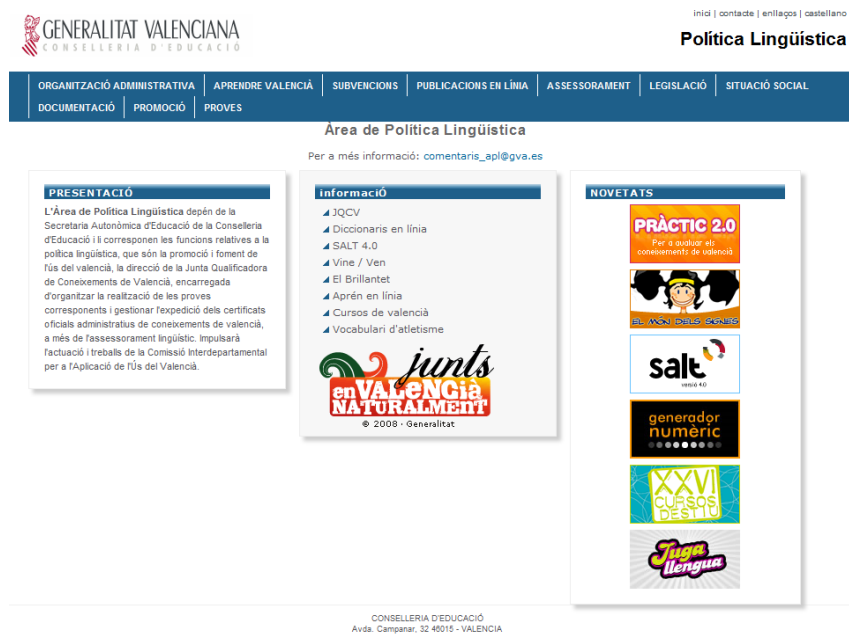 GENERALITAT VALENCIANA
CONSELLERIA D'EDUCACIÓ
inici | contacte | enllaços | castellano
Política Lingüística
ORGANITZACIÓ ADMINISTRATIVA | APRENDRE VALENCIÀ | SUBVENCIONS | PUBLICACIONS EN LÍNIA | ASSESSORAMENT | LEGISLACIÓ | SITUACIÓ SOCIAL
DOCUMENTACIÓ | PROMOCIÓ | PROVES
Àrea de Política Lingüística
Per a més informació: comentaris_apl@gva.es
PRESENTACIÓ
L'Àrea de Política Lingüística depén de la
Secretaria Autonòmica d'Educació de la Conselleria
d'Educació i li corresponen les funcions relatives a la
política lingüística, que són la promoció i foment de
l'ús del valencià, la direcció de la Junta Qualificadora
de Coneixements de Valencià, encarregada
d'organitzar la realització de les proves
corresponents i gestionar l'expedició dels certificats
oficials administratius de coneixements de valencià,
a més de l'assessorament lingüístic. Impulsarà
l'actuació i treballs de la Comissió Interdepartamental
per a l'Aplicació de l'Ús del Valencià.
informaciÓ
JQCV
Diccionaris en línia
SALT 4.0
Vine / Ven
El Brillantet
Aprén en línia
Cursos de valencià
Vocabulari d'atletisme
junts
en VALENCià
NATURALMENT
© 2008 · Generalitat
NOVETATS
PRÀCTIC 2.0
Per a avaluar els
coneixements de valencià
EL MÓN DELS SIGNES
salt
versió 4.0
generador
numèric
XXVI
CURSOS
DESTIU
Juga
llengua
CONSELLERIA D'EDUCACIÓ
Avda. Campanar, 32 46015 - VALENCIA